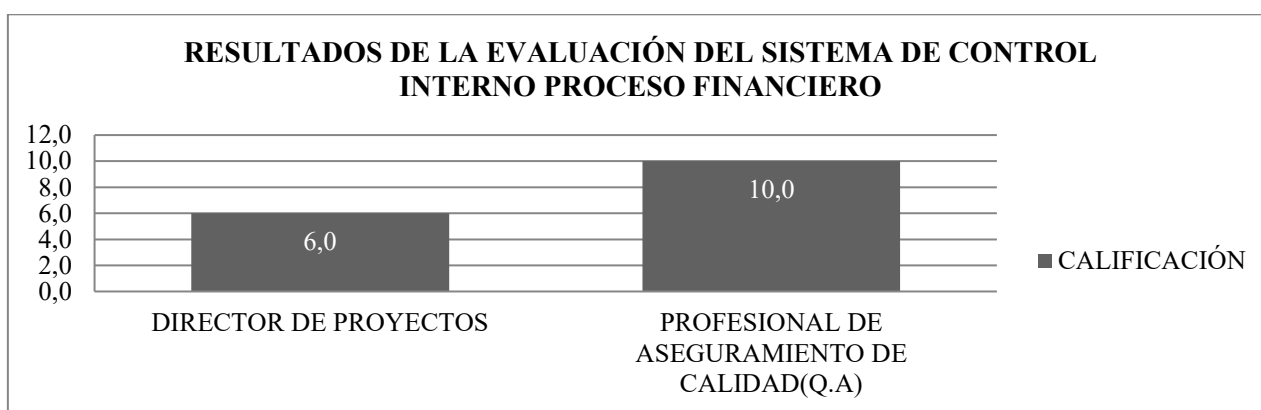 RESULTADOS DE LA EVALUACIÓN DEL SISTEMA DE CONTROL
INTERNO PROCESO FINANCIERO
12,0
10,0
8,0
6,0
4,0
2,0
0,0
6,0
10,0
CALIFICACIÓN
DIRECTOR DE PROYECTOS
PROFESIONAL DE
ASEGURAMIENTO DE
CALIDAD(Q.A)